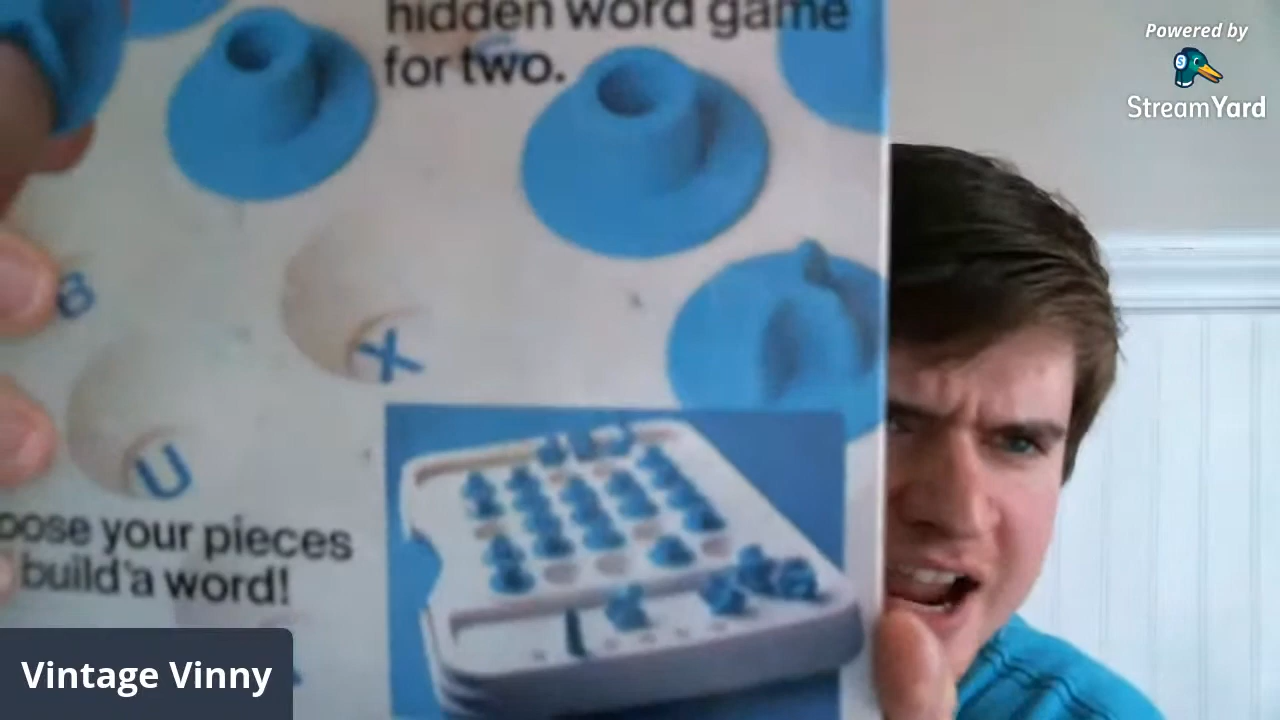 hidden word game
for two.
Powered by
StreamYard
B
X
U
oose your pieces
build a word!
Vintage Vinny